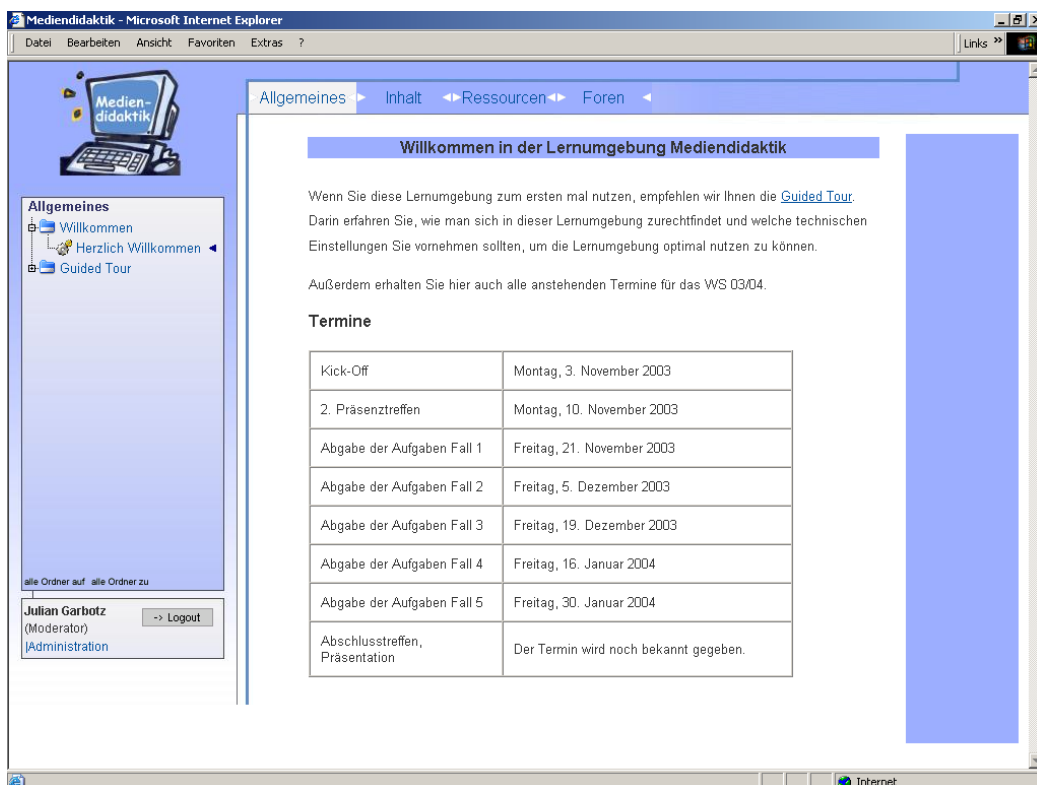 Mediendidaktik - Microsoft Internet Explorer
Datei Bearbeiten Ansicht Favoriten Extras ?
Links »
Medien-
didaktik
Allgemeines Inhalt Ressourcen Foren
Allgemeines
Willkommen
Herzlich Willkommen
Guided Tour
alle Ordner auf alle Ordner zu
Julian Garbotz
(Moderator)
-> Logout
|Administration
Willkommen in der Lernumgebung Mediendidaktik
Wenn Sie diese Lernumgebung zum ersten mal nutzen, empfehlen wir Ihnen die Guided Tour.
Darin erfahren Sie, wie man sich in dieser Lernumgebung zurechtfindet und welche technischen
Einstellungen Sie vornehmen sollten, um die Lernumgebung optimal nutzen zu können.
Außerdem erhalten Sie hier auch alle anstehenden Termine für das WS 03/04.
Termine
Kick-Off Montag, 3. November 2003
2. Präsenztreffen Montag, 10. November 2003
Abgabe der Aufgaben Fall 1 Freitag, 21. November 2003
Abgabe der Aufgaben Fall 2 Freitag, 5. Dezember 2003
Abgabe der Aufgaben Fall 3 Freitag, 19. Dezember 2003
Abgabe der Aufgaben Fall 4 Freitag, 16. Januar 2004
Abgabe der Aufgaben Fall 5 Freitag, 30. Januar 2004
Abschlusstreffen,
Präsentation
Der Termin wird noch bekannt gegeben.
Internet